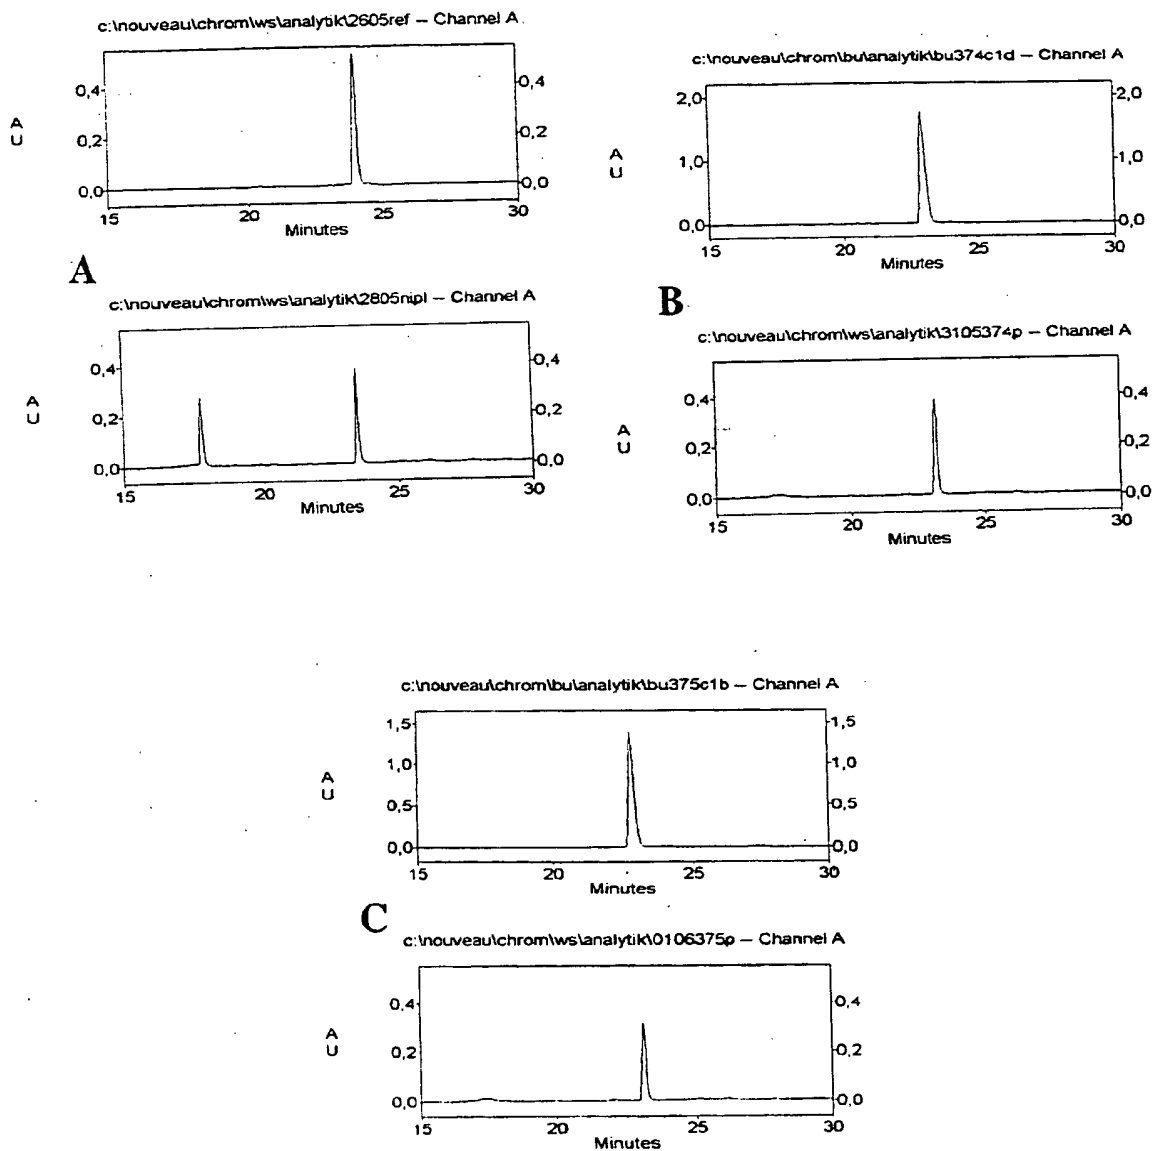 c:\nouveau\chrom\ws\analytik\2605ref – Channel A
0,4
0,2
0,0
A
U
0,4
0,2
0,0
15 20 25 30
Minutes
A
c:\nouveau\chrom\ws\analytik\2805nipl – Channel A
0,4
0,2
0,0
A
U
0,4
0,2
0,0
15 20 25 30
Minutes
c:\nouveau\chrom\bu\analytik\bu374c1d – Channel A
2,0
1,0
0,0
A
U
2,0
1,0
0,0
15 20 25 30
Minutes
B
c:\nouveau\chrom\ws\analytik\3105374p – Channel A
0,4
0,2
0,0
A
U
0,4
0,2
0,0
15 20 25 30
Minutes
c:\nouveau\chrom\bu\analytik\bu375c1b – Channel A
1,5
1,0
0,5
0,0
A
U
1,5
1,0
0,5
0,0
15 20 25 30
Minutes
C
c:\nouveau\chrom\ws\analytik\0106375p – Channel A
0,4
0,2
0,0
A
U
0,4
0,2
0,0
15 20 25 30
Minutes